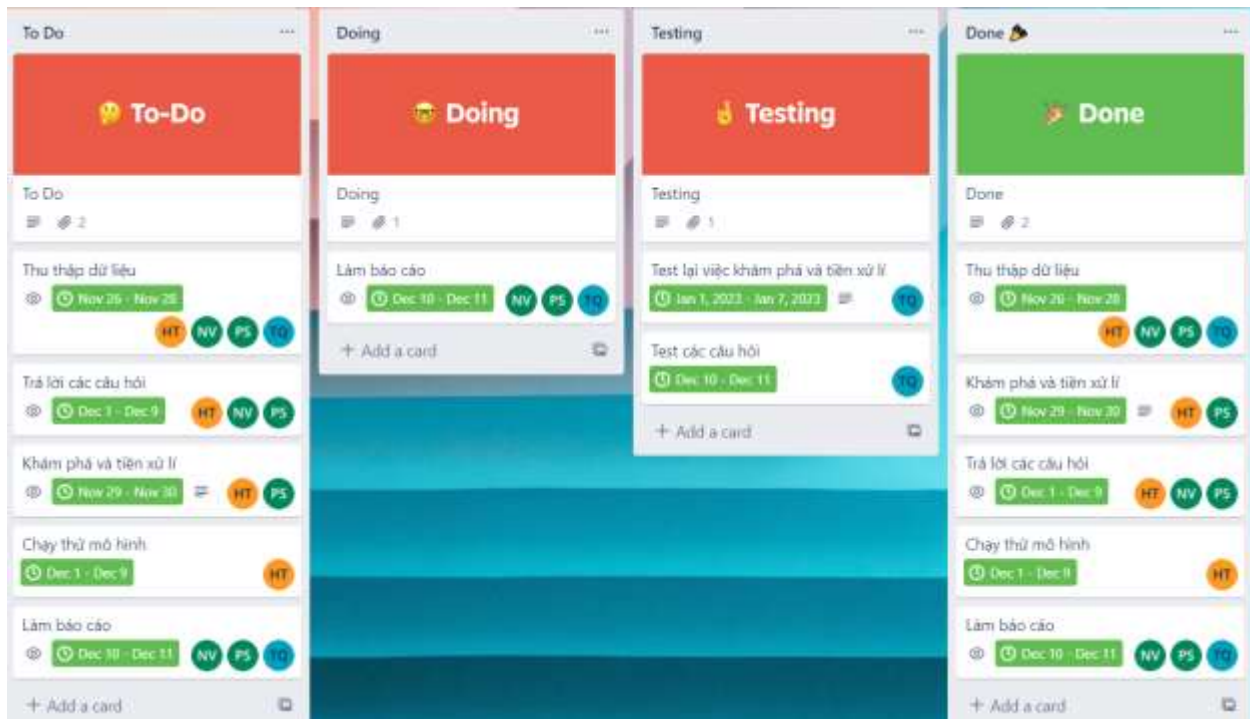 To Do
To-Do
To Do
2
Thu thập dữ liệu
Nov 26 - Nov 28
HT NV PS TQ
Trả lời các câu hỏi
Dec 1 - Dec 9 HT NV PS
Khám phá và tiền xử lí
Nov 29 - Nov 30 HT PS
Chạy thử mô hình
Dec 1 - Dec 9 HT
Làm báo cáo
Dec 10 - Dec 11 NV PS TQ
+ Add a card
Doing
Doing
Doing
1
Làm báo cáo
Dec 10 - Dec 11 NV PS TQ
+ Add a card
Testing
Testing
Testing
1
Test lại việc khám phá và tiền xử lí
Jan 1, 2023 - Jan 7, 2023 TQ
Test các câu hỏi
Dec 10 - Dec 11 TQ
+ Add a card
Done
Done
Done
2
Thu thập dữ liệu
Nov 26 - Nov 28
HT NV PS TQ
Khám phá và tiền xử lí
Nov 29 - Nov 30 HT PS
Trả lời các câu hỏi
Dec 1 - Dec 9 HT NV PS
Chạy thử mô hình
Dec 1 - Dec 9 HT
Làm báo cáo
Dec 10 - Dec 11 NV PS TQ
+ Add a card